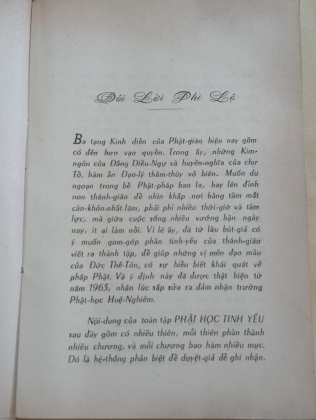 Đôi Lời Phi Lộ
Ba tạng Kinh điển của Phật-giáo hiện nay gồm
có đến hơn vạn quyển. Trong ấy, những Kim-
ngôn của Đấng Điều-Ngự và huyền-nghĩa của chư
Tổ, hàm ẩn Đạo-lý thâm-thúy vô biên. Muốn du
ngoạn trong bể Phật-pháp bao la, hay lên đỉnh
non thánh-giáo để nhìn khắp nơi bằng tầm mắt
càn-khôn-nhất-lãm, phải phí nhiều thời-giờ và tâm
lực, mà giữa cuộc sống nhiều vướng bận ngày
nay, ít ai làm nổi. Vì lẽ ấy, đã từ lâu bút-giả có
ý muốn gom-góp phần tinh-yếu của thánh-giáo
viết ra thành tập, để giúp những vị mến đạo mầu
của Đức Thế-Tôn, có sự hiểu biết khái quát về
pháp Phật. Và ý định này đã được thật hiện từ
năm 1963, nhân lúc sắp sửa ra đảm nhận trường
Phật-học Huệ-Nghiêm.
Nội-dung của toàn tập PHẬT HỌC TINH YẾU
sau đây gồm có nhiều thiên, mỗi thiên phân thành
nhiều chương, và mỗi chương bao hàm nhiều mục.
Đó là hệ-thống phân biệt để duyệt-giả dễ ghi nhận.